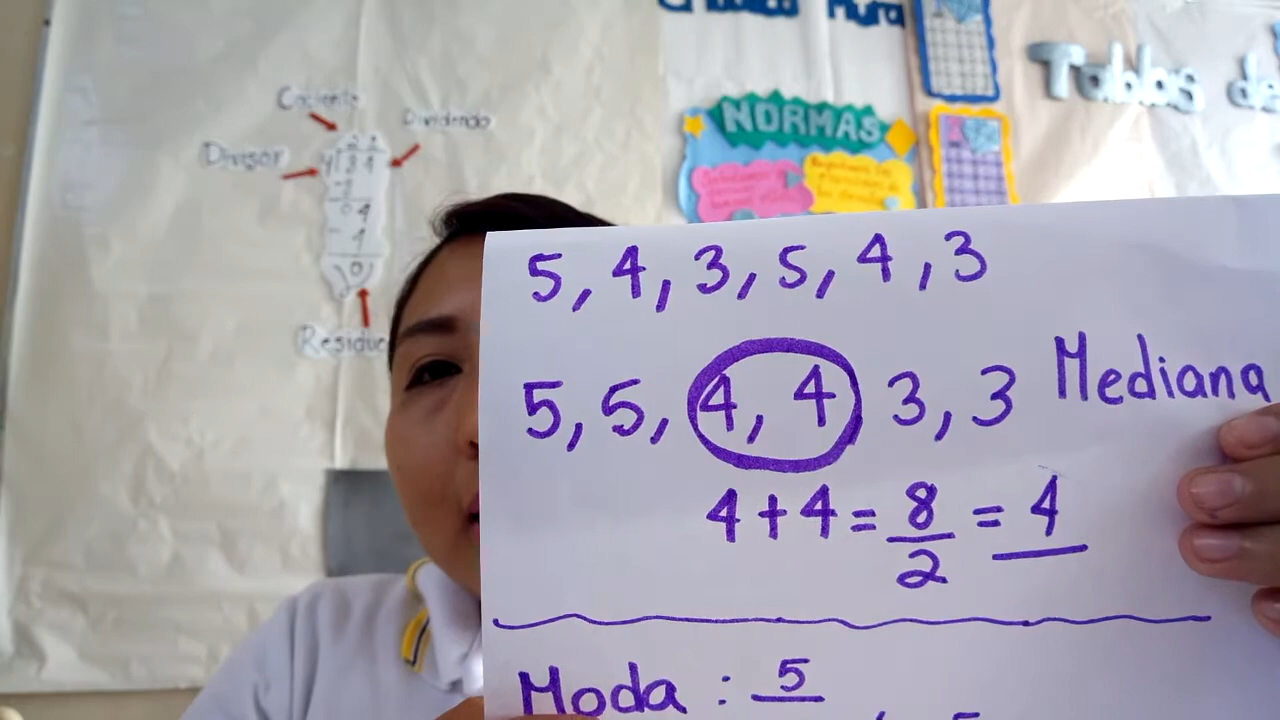 Cociente
Dividendo
Divisor
Residuo
NORMAS
Tablas de
5, 4, 3, 5, 4, 3
5, 5, 4, 4 3, 3 Mediana
4+4 = 8/2 = 4
Moda : 5